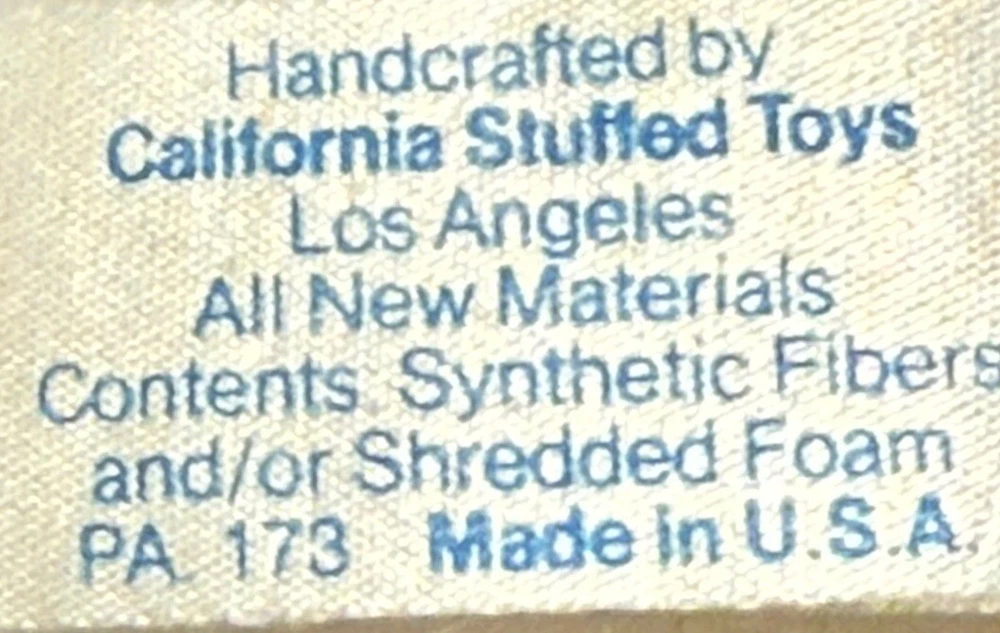 Handcrafted by
California Stuffed Toys
Los Angeles
All New Materials
Contents Synthetic Fibers
and/or Shredded Foam
PA. 173 Made in U.S.A.